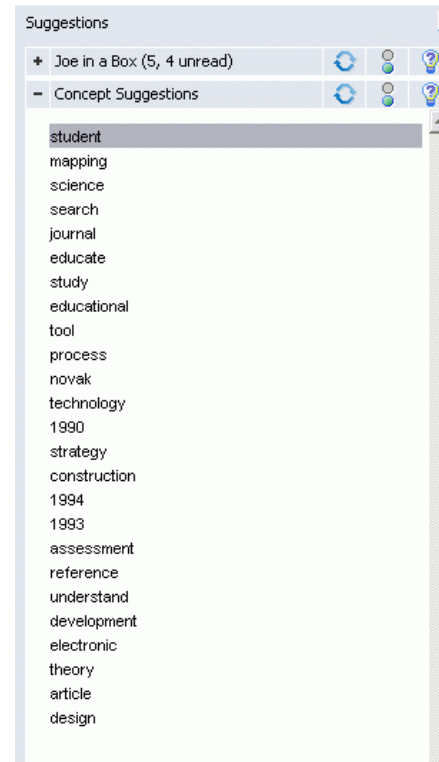 Suggestions
+ Joe in a Box (5, 4 unread)
- Concept Suggestions
student
mapping
science
search
journal
educate
study
educational
tool
process
novak
technology
1990
strategy
construction
1994
1993
assessment
reference
understand
development
electronic
theory
article
design